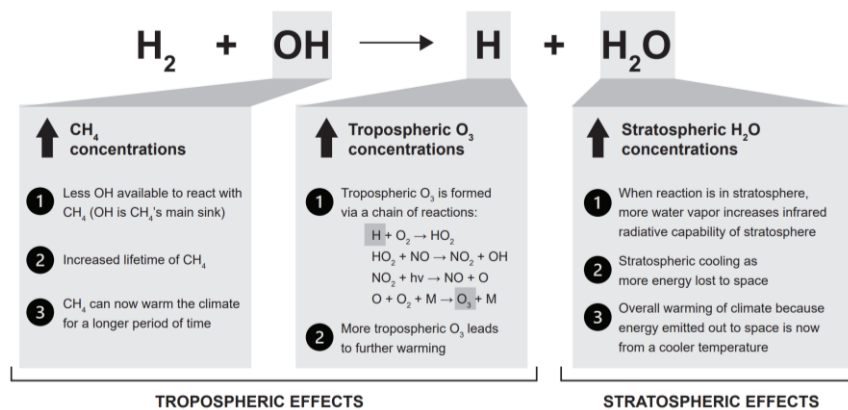 H₂ + OH → H + H₂O
CH₄
concentrations
1 Less OH available to react with
CH₄ (OH is CH₄'s main sink)
2 Increased lifetime of CH₄
3 CH₄ can now warm the climate
for a longer period of time
Tropospheric O₃
concentrations
1 Tropospheric O₃ is formed
via a chain of reactions:
H + O₂ → HO₂
HO₂ + NO → NO₂ + OH
NO₂ + hv → NO + O
O + O₂ + M → O₃ + M
2 More tropospheric O₃ leads
to further warming
Stratospheric H₂O
concentrations
1 When reaction is in stratosphere,
more water vapor increases infrared
radiative capability of stratosphere
2 Stratospheric cooling as
more energy lost to space
3 Overall warming of climate because
energy emitted out to space is now
from a cooler temperature
TROPOSPHERIC EFFECTS
STRATOSPHERIC EFFECTS